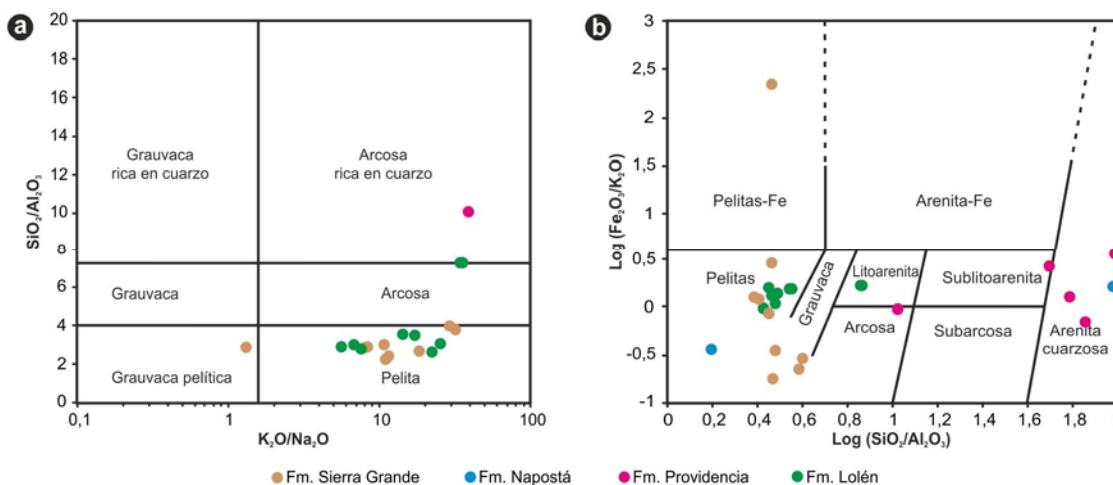 a
20
18
16
14
12
10
8
6
4
2
0
SiO₂/Al₂O₃
Grauvaca
rica en cuarzo
Arcosa
rica en cuarzo
Grauvaca
Arcosa
Grauvaca pelítica
Pelita
0,1
1
10
100
K₂O/Na₂O
b
3
2,5
2
1,5
1
0,5
0
-0,5
-1
Log (Fe₂O₃/K₂O)
Pelitas-Fe
Arenita-Fe
Pelitas
Grauvaca
Litoarenita
Sublitoarenita
Arcosa
Subarcosa
Arenita
cuarzosa
0
0,2
0,4
0,6
0,8
1,0
1,2
1,4
1,6
1,8
Log (SiO₂/Al₂O₃)
Fm. Sierra Grande
Fm. Napostá
Fm. Providencia
Fm. Lolén